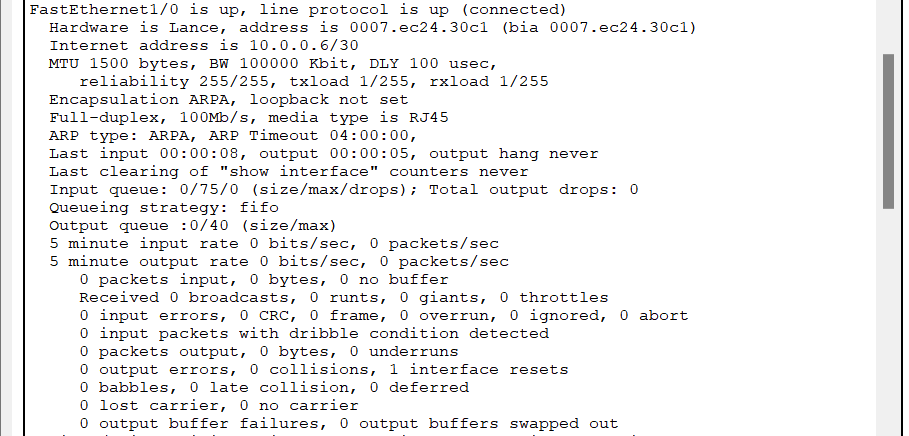 FastEthernet1/0 is up, line protocol is up (connected)
Hardware is Lance, address is 0007.ec24.30c1 (bia 0007.ec24.30c1)
Internet address is 10.0.0.6/30
MTU 1500 bytes, BW 100000 Kbit, DLY 100 usec,
reliability 255/255, txload 1/255, rxload 1/255
Encapsulation ARPA, loopback not set
Full-duplex, 100Mb/s, media type is RJ45
ARP type: ARPA, ARP Timeout 04:00:00,
Last input 00:00:08, output 00:00:05, output hang never
Last clearing of "show interface" counters never
Input queue: 0/75/0 (size/max/drops); Total output drops: 0
Queueing strategy: fifo
Output queue :0/40 (size/max)
5 minute input rate 0 bits/sec, 0 packets/sec
5 minute output rate 0 bits/sec, 0 packets/sec
0 packets input, 0 bytes, 0 no buffer
Received 0 broadcasts, 0 runts, 0 giants, 0 throttles
0 input errors, 0 CRC, 0 frame, 0 overrun, 0 ignored, 0 abort
0 input packets with dribble condition detected
0 packets output, 0 bytes, 0 underruns
0 output errors, 0 collisions, 1 interface resets
0 babbles, 0 late collision, 0 deferred
0 lost carrier, 0 no carrier
0 output buffer failures, 0 output buffers swapped out